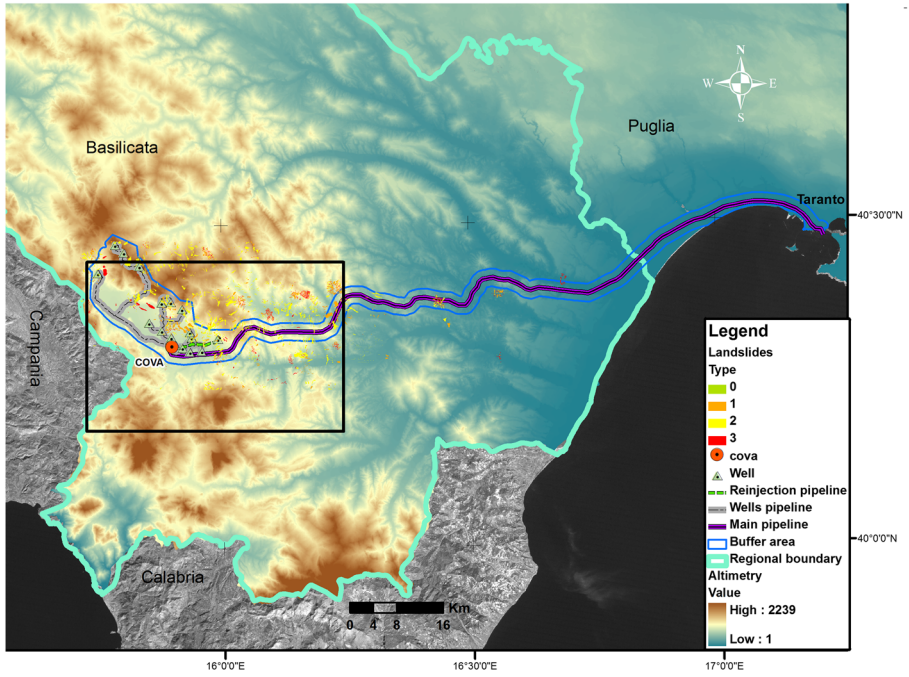 N
W E
S
Basilicata
Puglia
Taranto
40°30'0"N
Campania
COVA
Legend
Landslides
Type
0
1
2
3
cova
Well
Reinjection pipeline
Wells pipeline
Main pipeline
Buffer area
Regional boundary
Altimetry
Value
High : 2239
Low : 1
40°0'0"N
Calabria
Km
0 4 8 16
16°0'0"E 16°30'0"E 17°0'0"E